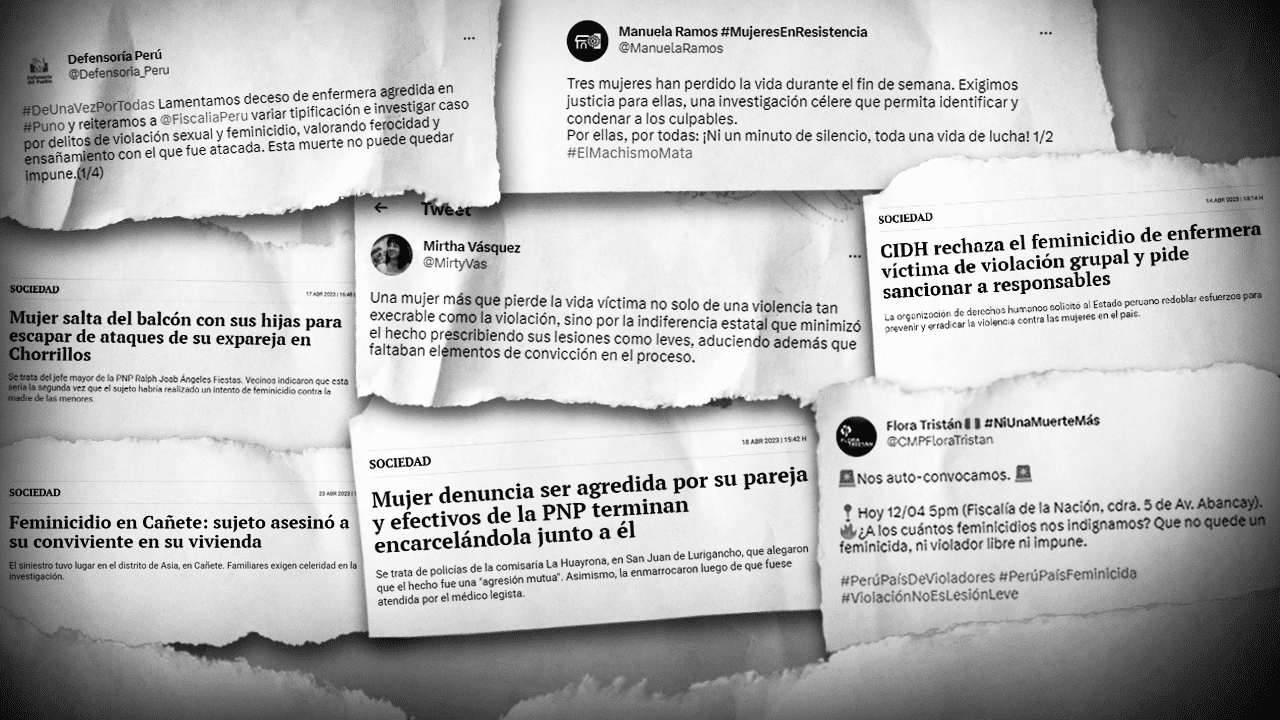 Defensoría Perú
@Defensoria_Peru
#DeUnaVezPorTodas Lamentamos deceso de enfermera agredida en
#Puno y reiteramos a @FiscaliaPeru variar tipificación e investigar caso
por delitos de violación sexual y feminicidio, valorando ferocidad y
ensañamiento con el que fue atacada. Esta muerte no puede quedar
impune.(1/4)
Manuela Ramos #MujeresEnResistencia
@ManuelaRamos
Tres mujeres han perdido la vida durante el fin de semana. Exigimos
justicia para ellas, una investigación célere que permita identificar y
condenar a los culpables.
Por ellas, por todas: ¡Ni un minuto de silencio, toda una vida de lucha! 1/2
#ElMachismoMata
SOCIEDAD
17 ABR 2023 | 16:48
Mujer salta del balcón con sus hijas para
escapar de ataques de su expareja en
Chorrillos
Se trata del jefe mayor de la PNP Ralph Joab Ángeles Fiestas. Vecinos indicaron que esta
sería la segunda vez que el sujeto habría realizado un intento de feminicidio contra la
madre de las menores.
Tweet
Mirtha Vásquez
@MirtyVas
Una mujer más que pierde la vida víctima no solo de una violencia tan
execrable como la violación, sino por la indiferencia estatal que minimizó
el hecho prescribiendo sus lesiones como leves, aduciendo además que
faltaban elementos de convicción en el proceso.
SOCIEDAD
14 ABR 2023 | 18:14 H
CIDH rechaza el feminicidio de enfermera
víctima de violación grupal y pide
sancionar a responsables
La organización de derechos humanos solicitó al Estado peruano redoblar esfuerzos para
prevenir y erradicar la violencia contra las mujeres en el país.
SOCIEDAD
23 ABR 2023 | 1
Feminicidio en Cañete: sujeto asesinó a
su conviviente en su vivienda
El siniestro tuvo lugar en el distrito de Asia, en Cañete. Familiares exigen celeridad en la
investigación.
SOCIEDAD
18 ABR 2023 | 15:42 H
Mujer denuncia ser agredida por su pareja
y efectivos de la PNP terminan
encarcelándola junto a él
Se trata de policías de la comisaria La Huayrona, en San Juan de Lurigancho, que alegaron
que el hecho fue una "agresión mutua". Asimismo, la enmarrocaron luego de que fuese
atendida por el médico legista.
FLORA
TRISTÁN
Flora Tristán #NiUnaMuerteMás
@CMPFloraTristan
Nos auto-convocamos.
Hoy 12/04 5pm (Fiscalía de la Nación, cdra. 5 de Av. Abancay).
¿A los cuántos feminicidios nos indignamos? Que no quede un
feminicida, ni violador libre ni impune.
#PerúPaísDeVioladores #PerúPaísFeminicida
#ViolaciónNoEsLesiónLeve